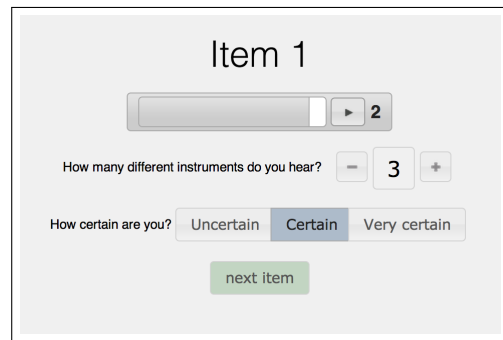 Item 1
2
How many different instruments do you hear? − 3 +
How certain are you? Uncertain Certain Very certain
next item